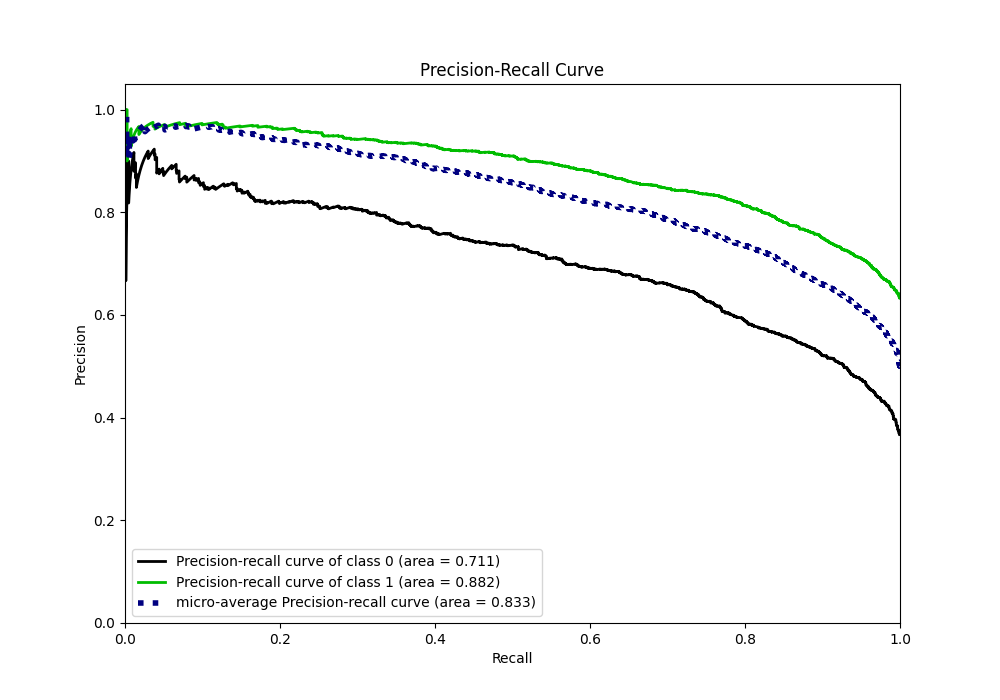 Precision-Recall Curve
Precision
1.0
0.8
0.6
0.4
0.2
0.0
Precision-recall curve of class 0 (area = 0.711)
Precision-recall curve of class 1 (area = 0.882)
micro-average Precision-recall curve (area = 0.833)
0.0 0.2 0.4 0.6 0.8 1.0
Recall